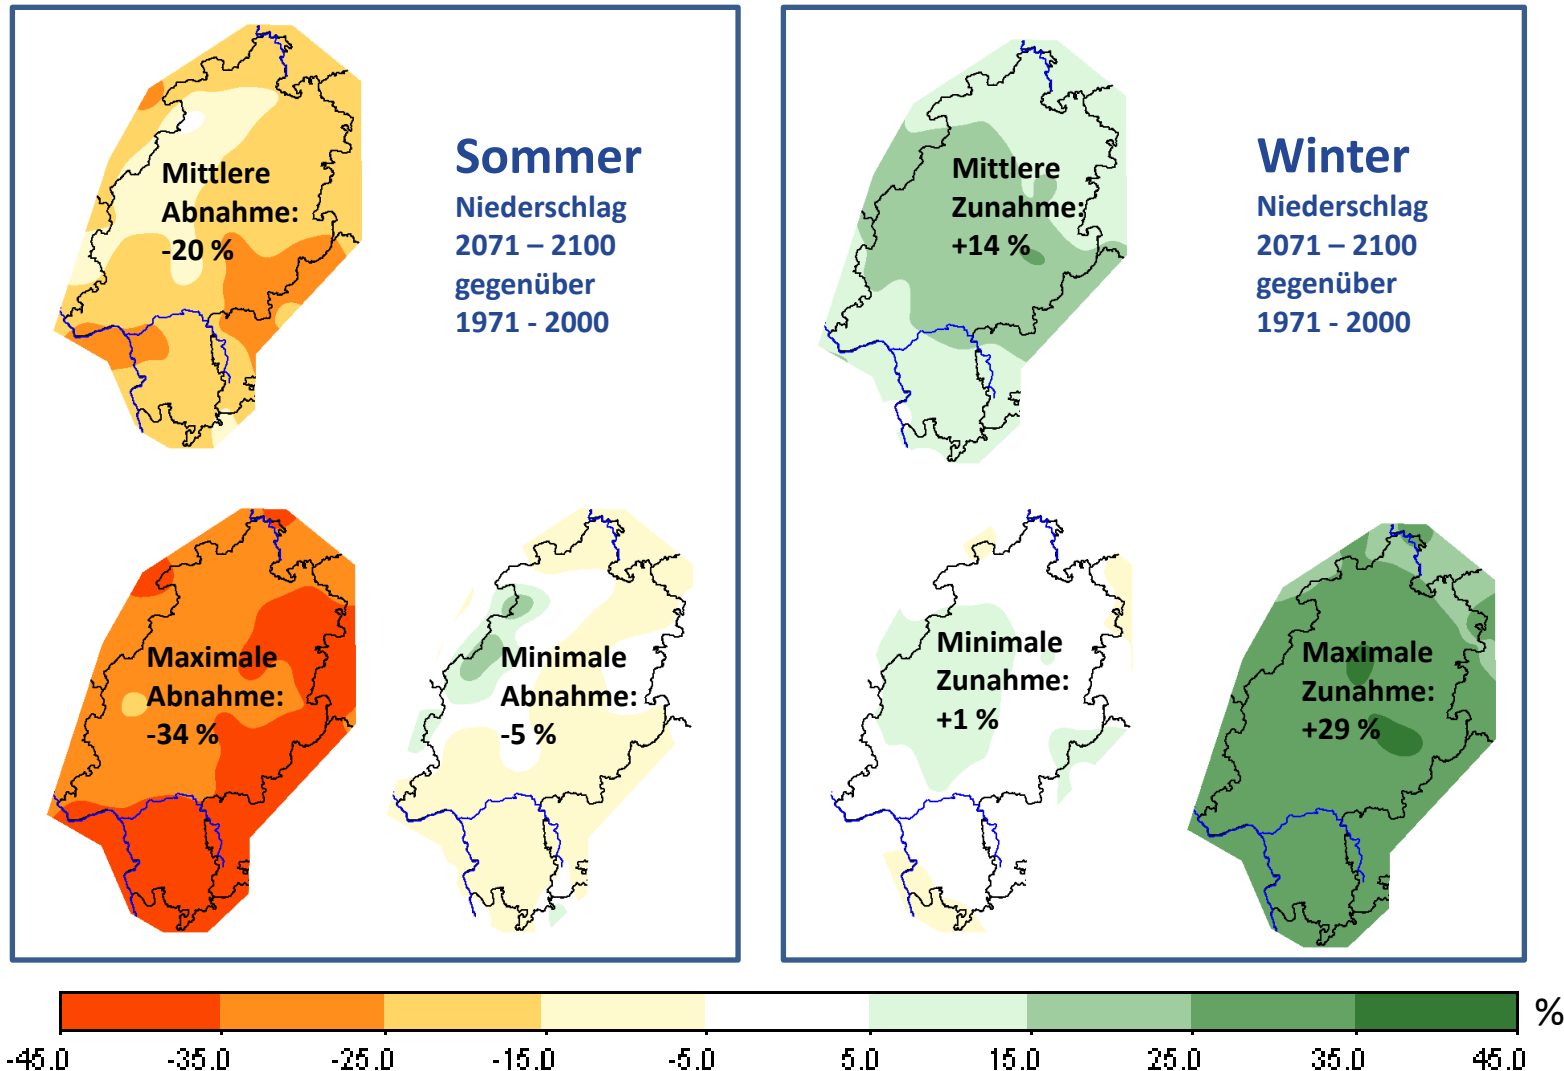 Sommer
Niederschlag
2071 – 2100
gegenüber
1971 - 2000
Mittlere
Abnahme:
-20 %
Maximale
Abnahme:
-34 %
Minimale
Abnahme:
-5 %
Winter
Niederschlag
2071 – 2100
gegenüber
1971 - 2000
Mittlere
Zunahme:
+14 %
Minimale
Zunahme:
+1 %
Maximale
Zunahme:
+29 %
%
-45.0 -35.0 -25.0 -15.0 -5.0 5.0 15.0 25.0 35.0 45.0